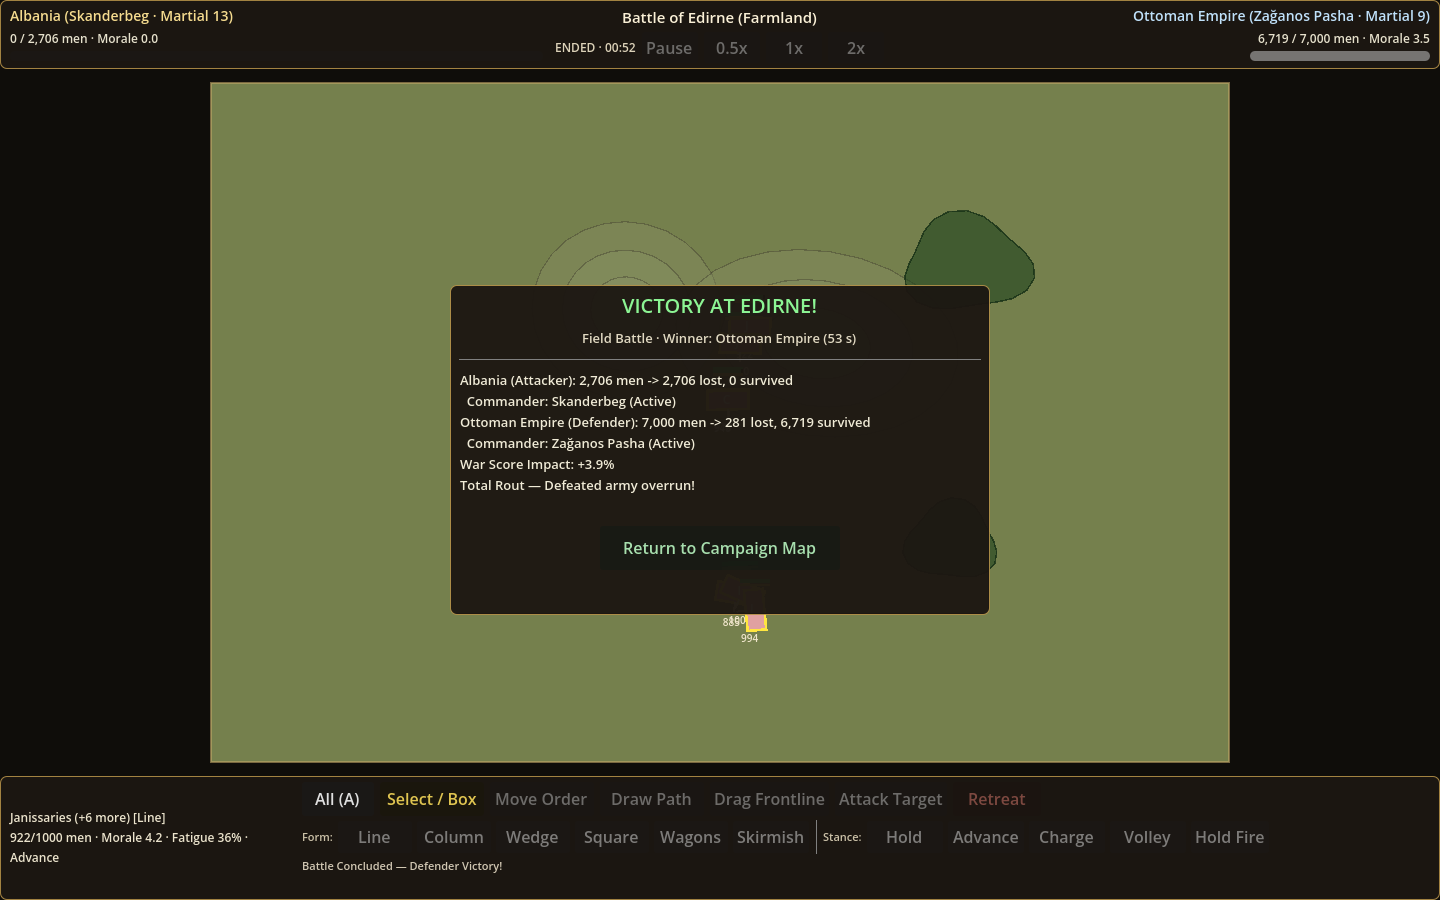 Albania (Skanderbeg · Martial 13)
0 / 2,706 men · Morale 0.0
Battle of Edirne (Farmland)
ENDED · 00:52 Pause 0.5x 1x 2x
Ottoman Empire (Zağanos Pasha · Martial 9)
6,719 / 7,000 men · Morale 3.5
VICTORY AT EDIRNE!
Field Battle · Winner: Ottoman Empire (53 s)
Albania (Attacker): 2,706 men -> 2,706 lost, 0 survived
Commander: Skanderbeg (Active)
Ottoman Empire (Defender): 7,000 men -> 281 lost, 6,719 survived
Commander: Zağanos Pasha (Active)
War Score Impact: +3.9%
Total Rout — Defeated army overrun!
Return to Campaign Map
994
Janissaries (+6 more) [Line]
922/1000 men · Morale 4.2 · Fatigue 36% ·
Advance
All (A) Select / Box Move Order Draw Path Drag Frontline Attack Target Retreat
Form: Line Column Wedge Square Wagons Skirmish Stance: Hold Advance Charge Volley Hold Fire
Battle Concluded — Defender Victory!